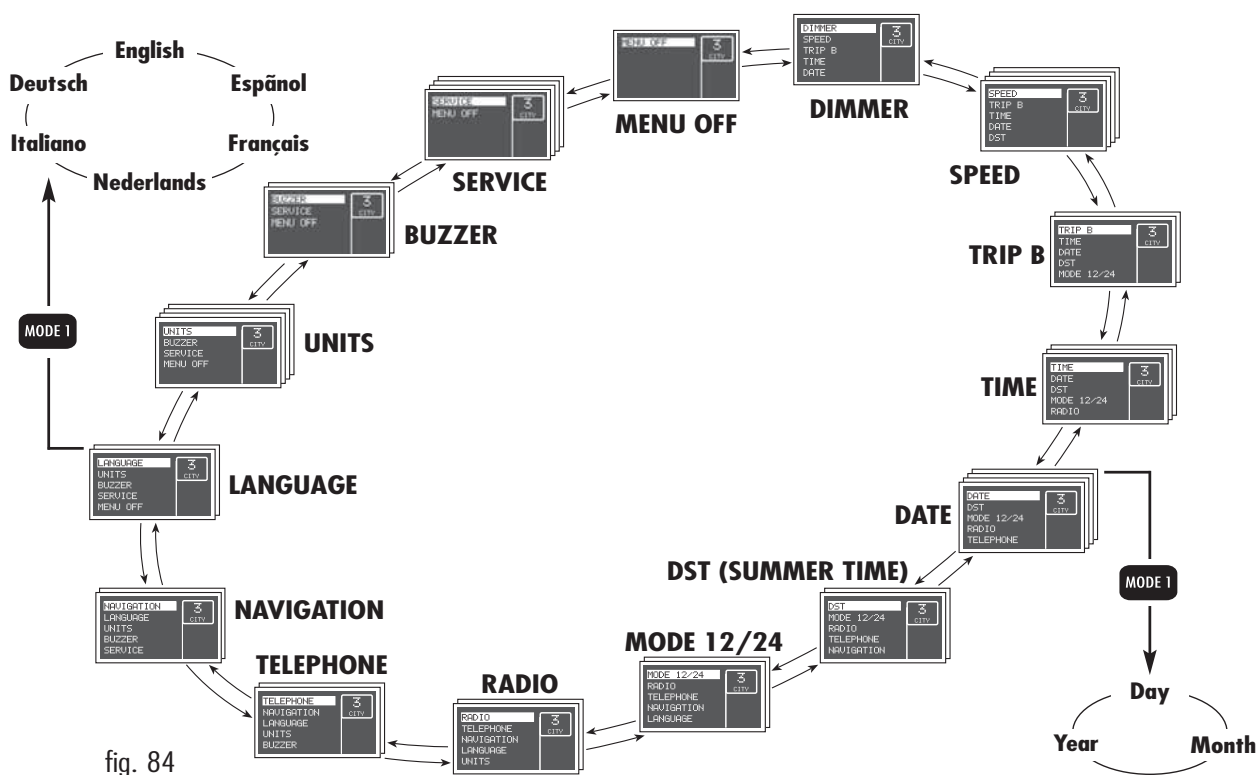 English
Deutsch
Espãnol
Italiano
Français
Nederlands
MODE 1
MENU OFF
3
CITY
MENU OFF
DIMMER
SPEED
TRIP B
TIME
DATE
3
CITY
DIMMER
SPEED
TRIP B
TIME
DATE
DST
3
CITY
SPEED
TRIP B
TIME
DATE
DST
MODE 12/24
3
CITY
TRIP B
TIME
DATE
DST
MODE 12/24
RADIO
3
CITY
TIME
DATE
DST
MODE 12/24
RADIO
TELEPHONE
3
CITY
DATE
MODE 1
Day
Year
Month
DST (SUMMER TIME)
DST
MODE 12/24
RADIO
TELEPHONE
NAVIGATION
3
CITY
MODE 12/24
MODE 12/24
RADIO
TELEPHONE
NAVIGATION
LANGUAGE
3
CITY
RADIO
RADIO
TELEPHONE
NAVIGATION
LANGUAGE
UNITS
3
CITY
TELEPHONE
TELEPHONE
NAVIGATION
LANGUAGE
UNITS
BUZZER
3
CITY
NAVIGATION
LANGUAGE
UNITS
BUZZER
SERVICE
3
CITY
NAVIGATION
LANGUAGE
UNITS
BUZZER
SERVICE
MENU OFF
3
CITY
LANGUAGE
UNITS
BUZZER
SERVICE
MENU OFF
3
CITY
UNITS
BUZZER
SERVICE
MENU OFF
3
CITY
BUZZER
SERVICE
MENU OFF
3
CITY
SERVICE
fig. 84